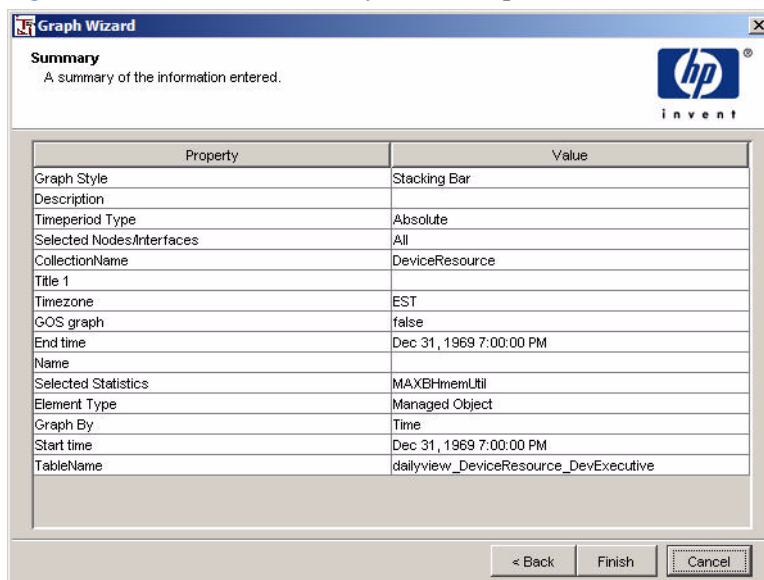 Graph Wizard
Summary
A summary of the information entered.
hp
®
invent
Property Value
Graph Style Stacking Bar
Description
Timeperiod Type Absolute
Selected Nodes/Interfaces All
CollectionName DeviceResource
Title 1
Timezone EST
GOS graph false
End time Dec 31, 1969 7:00:00 PM
Name
Selected Statistics MAXBHmemUtil
Element Type Managed Object
Graph By Time
Start time Dec 31, 1969 7:00:00 PM
TableName dailyview_DeviceResource_DevExecutive
< Back Finish Cancel